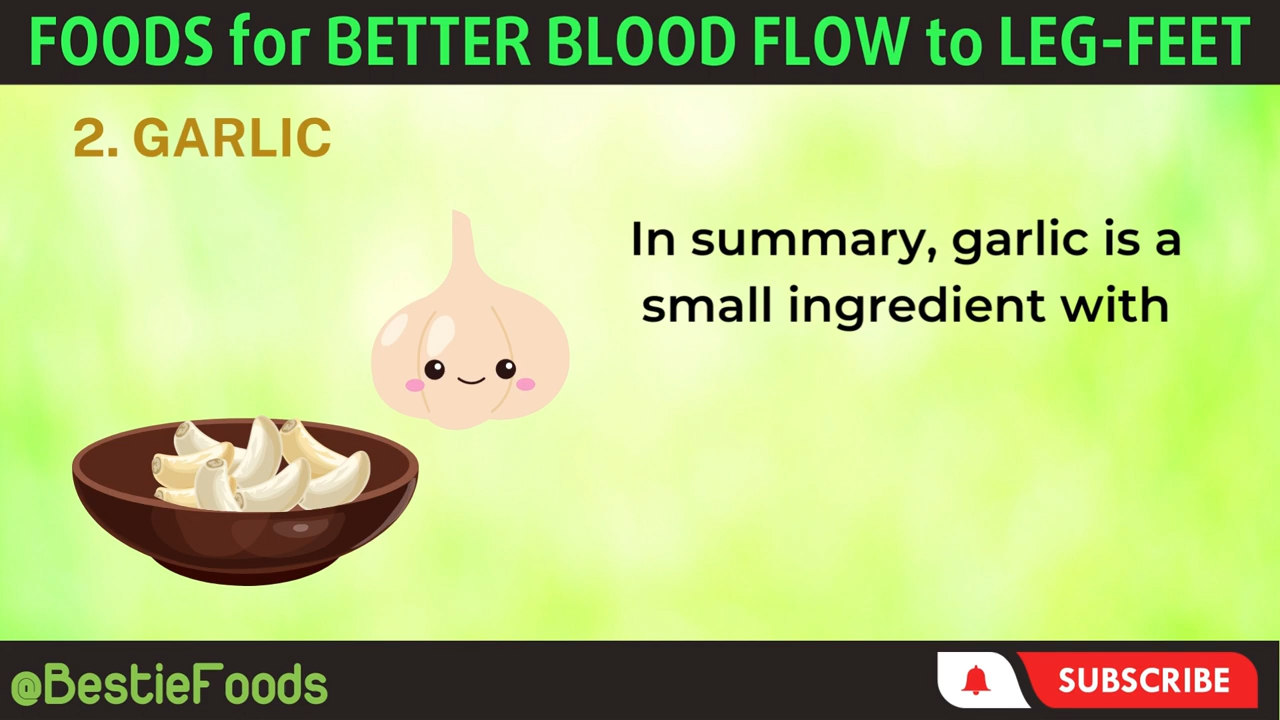 FOODS for BETTER BLOOD FLOW to LEG-FEET
2. GARLIC
In summary, garlic is a
small ingredient with
@BestieFoods
SUBSCRIBE